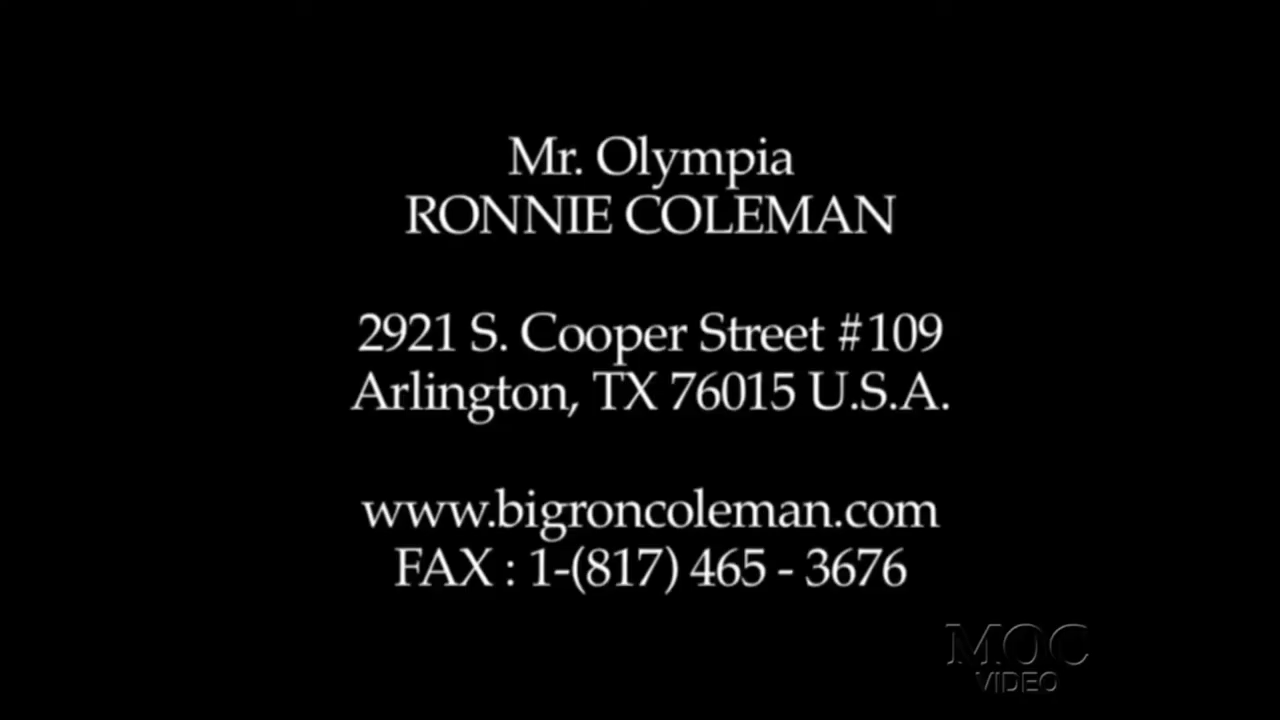 Mr. Olympia
RONNIE COLEMAN
2921 S. Cooper Street #109
Arlington, TX 76015 U.S.A.
www.bigroncoleman.com
FAX : 1-(817) 465 - 3676
MOC
VIDEO